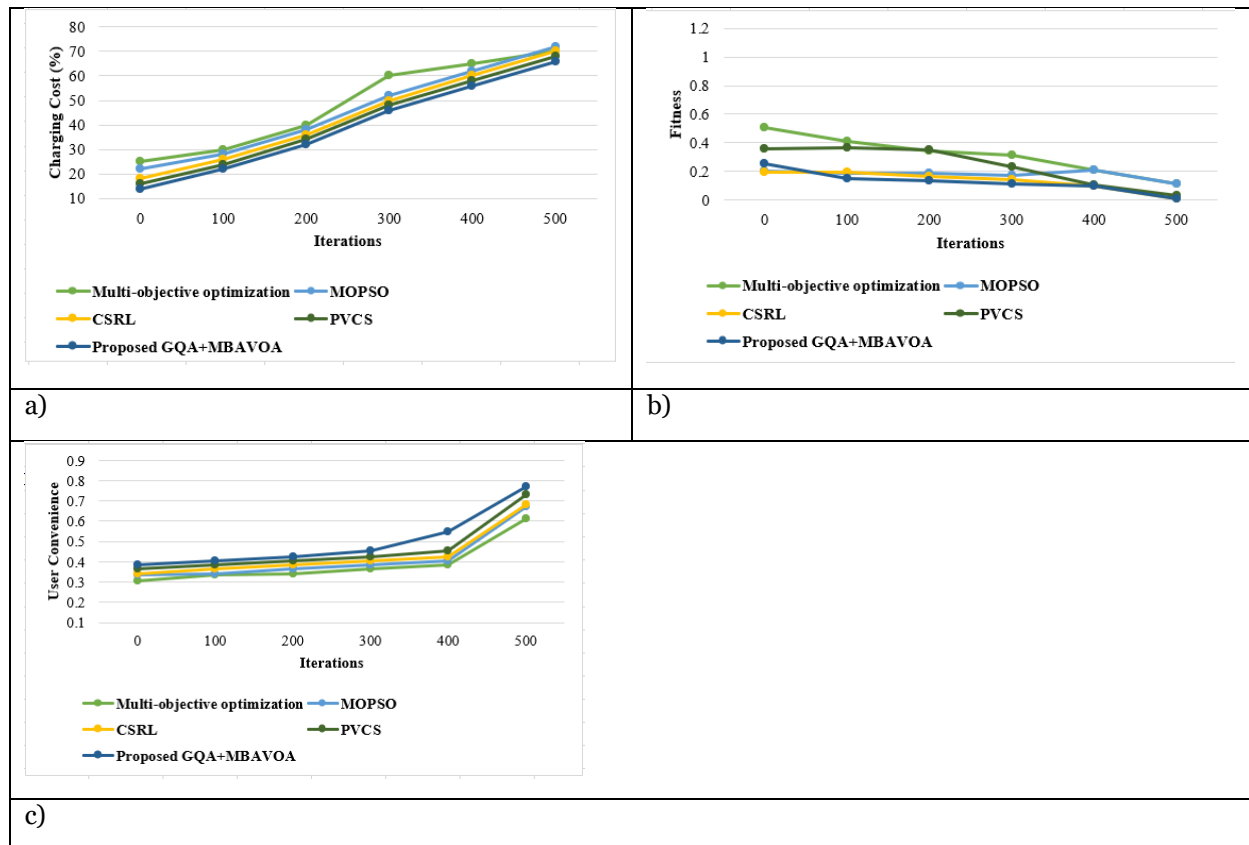 80
70
60
50
40
30
20
10
Charging Cost (%)
0 100 200 300 400 500
Iterations
Multi-objective optimization MOPSO
CSRL PVCS
Proposed GQA+MBAVOA
a)
1.2
1
0.8
0.6
0.4
0.2
0
Fitness
0 100 200 300 400 500
Iterations
Multi-objective optimization MOPSO
CSRL PVCS
Proposed GQA+MBAVOA
b)
0.9
0.8
0.7
0.6
0.5
0.4
0.3
0.2
0.1
User Convenience
0 100 200 300 400 500
Iterations
Multi-objective optimization MOPSO
CSRL PVCS
Proposed GQA+MBAVOA
c)